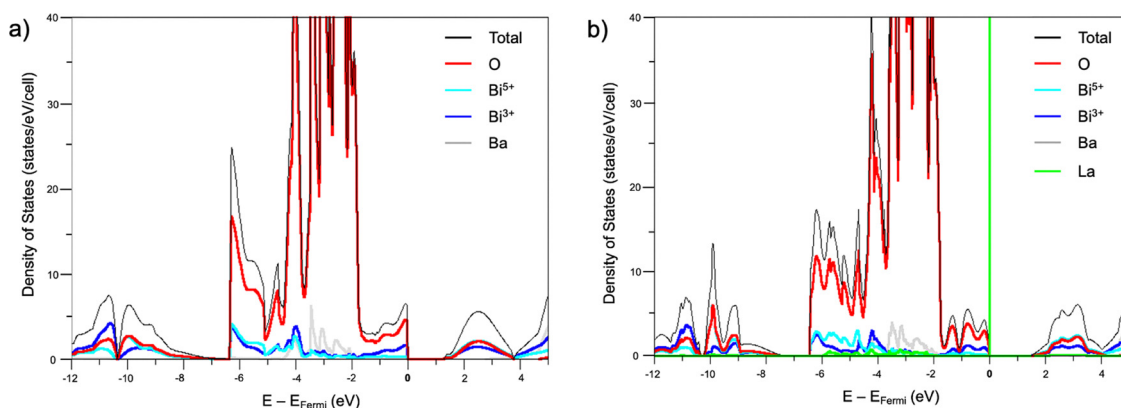 a)
40
30
20
10
0
Density of States (states/eV/cell)
Total
O
Bi⁵⁺
Bi³⁺
Ba
-12
-10
-8
-6
-4
-2
0
2
4
E – E_Fermi (eV)
b)
40
30
20
10
0
Density of States (states/eV/cell)
Total
O
Bi⁵⁺
Bi³⁺
Ba
La
-12
-10
-8
-6
-4
-2
0
2
4
E – E_Fermi (eV)